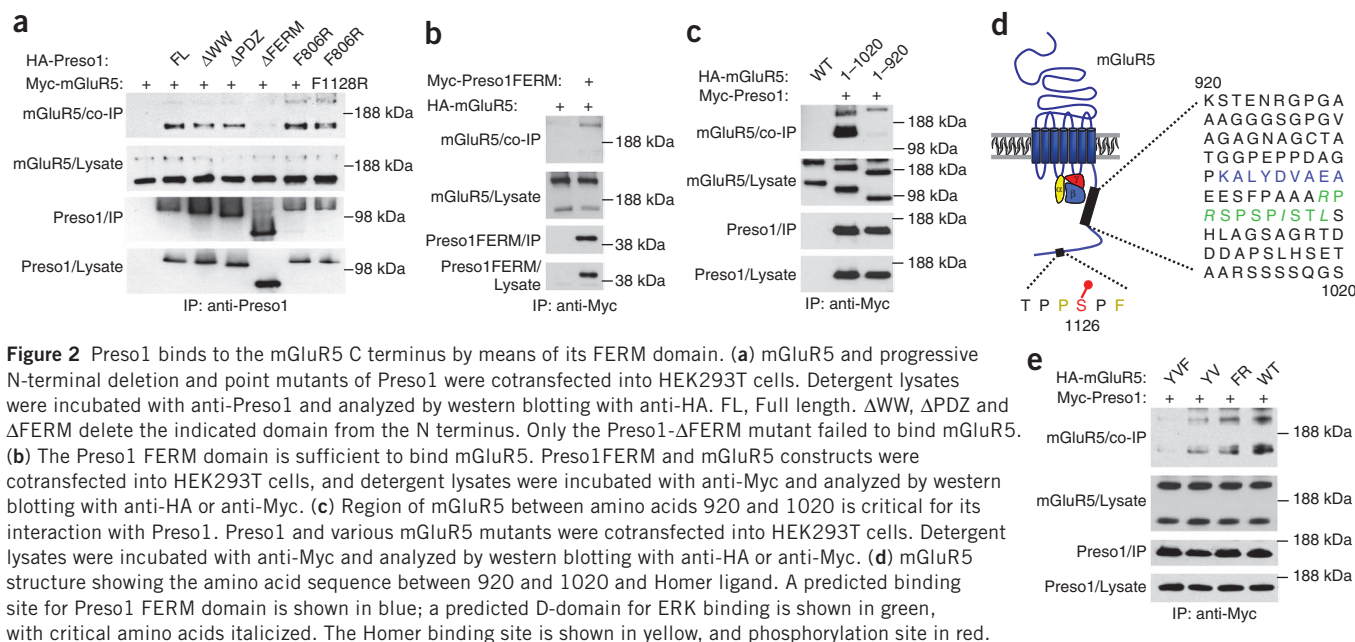 a
HA-Preso1: FL ΔWW ΔPDZ ΔFERM F806R F806R
Myc-mGluR5: + + + + + + F1128R
mGluR5/co-IP
188 kDa
mGluR5/Lysate
188 kDa
Preso1/IP
98 kDa
Preso1/Lysate
98 kDa
IP: anti-Preso1
b
Myc-Preso1FERM: +
HA-mGluR5: + +
mGluR5/co-IP
188 kDa
mGluR5/Lysate
188 kDa
Preso1FERM/IP
38 kDa
Preso1FERM/
Lysate
38 kDa
IP: anti-Myc
c
HA-mGluR5: WT 1–1020 1–920
Myc-Preso1: + +
mGluR5/co-IP
188 kDa
98 kDa
mGluR5/Lysate
188 kDa
98 kDa
Preso1/IP
188 kDa
Preso1/Lysate
188 kDa
IP: anti-Myc
d
mGluR5
α β γ
T P P S P F
1126
920
K S T E N R G P G A
A A G G G S G P G V
A G A G N A G C T A
T G G P E P P D A G
P K A L Y D V A E A
E E S F P A A A R P
R S P S P I S T L S
H L A G S A G R T D
D D A P S L H S E T
A A R S S S S Q G S
1020
e
HA-mGluR5: YVF YV FR WT
Myc-Preso1: + + + +
mGluR5/co-IP
188 kDa
mGluR5/Lysate
188 kDa
Preso1/IP
188 kDa
Preso1/Lysate
188 kDa
IP: anti-Myc
Figure 2 Preso1 binds to the mGluR5 C terminus by means of its FERM domain. (a) mGluR5 and progressive
N-terminal deletion and point mutants of Preso1 were cotransfected into HEK293T cells. Detergent lysates
were incubated with anti-Preso1 and analyzed by western blotting with anti-HA. FL, Full length. ΔWW, ΔPDZ and
ΔFERM delete the indicated domain from the N terminus. Only the Preso1-ΔFERM mutant failed to bind mGluR5.
(b) The Preso1 FERM domain is sufficient to bind mGluR5. Preso1FERM and mGluR5 constructs were
cotransfected into HEK293T cells, and detergent lysates were incubated with anti-Myc and analyzed by western
blotting with anti-HA or anti-Myc. (c) Region of mGluR5 between amino acids 920 and 1020 is critical for its
interaction with Preso1. Preso1 and various mGluR5 mutants were cotransfected into HEK293T cells. Detergent
lysates were incubated with anti-Myc and analyzed by western blotting with anti-HA or anti-Myc. (d) mGluR5
structure showing the amino acid sequence between 920 and 1020 and Homer ligand. A predicted binding
site for Preso1 FERM domain is shown in blue; a predicted D-domain for ERK binding is shown in green,
with critical amino acids italicized. The Homer binding site is shown in yellow, and phosphorylation site in red.